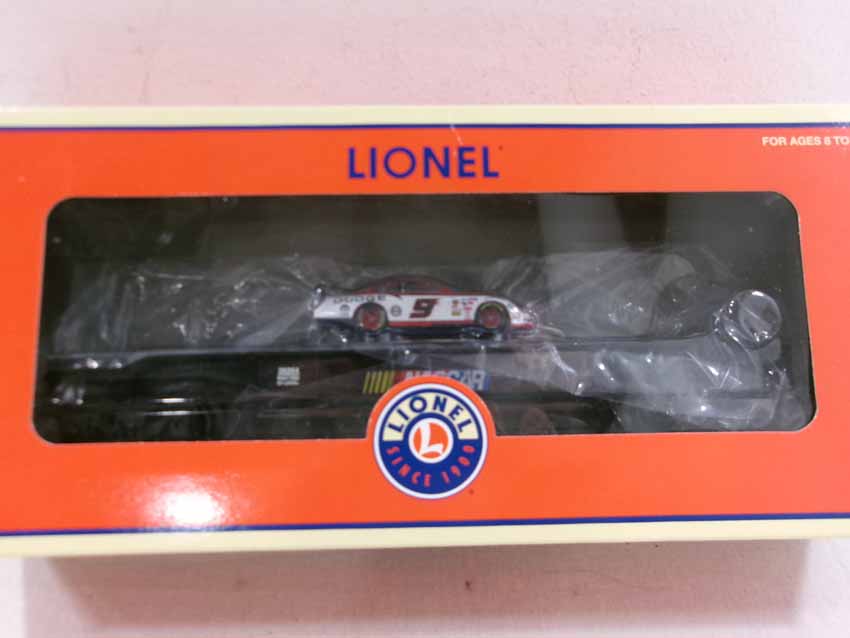 LIONEL
FOR AGES 8 TO
DODGE
9
NASCAR
LIONEL
L
SINCE 1900